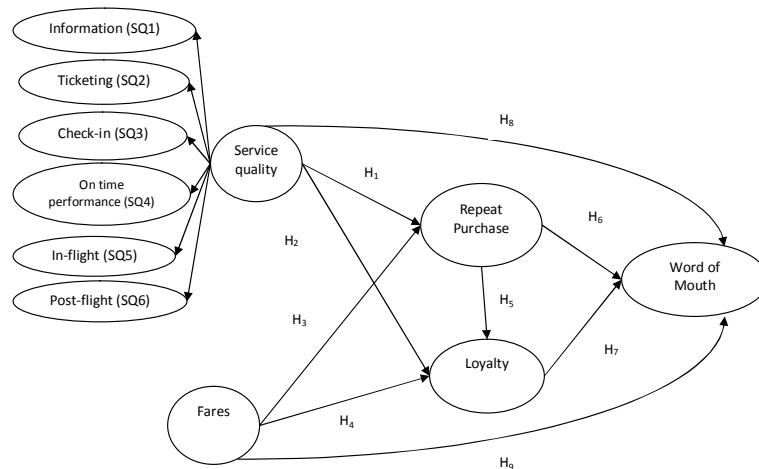 Information (SQ1)
Ticketing (SQ2)
Check-in (SQ3)
On time
performance (SQ4)
In-flight (SQ5)
Post-flight (SQ6)
Service
quality
H₈
H₁
H₂
Repeat
Purchase
H₆
Word of
Mouth
H₃
H₅
H₇
Loyalty
Fares
H₄
H₉